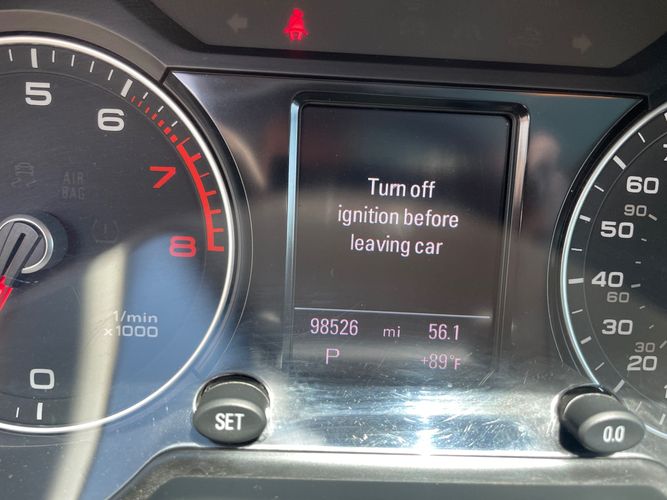 5
6
7
8
AIR
BAG
1/min
x1000
0
Turn off
ignition before
leaving car
98526 mi 56.1
P +89°F
SET
0.0
60
90
50
40
60
30
30
20